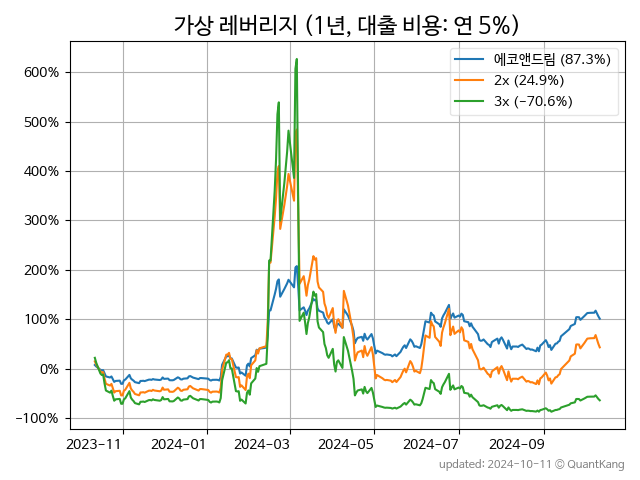 가상 레버리지 (1년, 대출 비용: 연 5%)
에코앤드림 (87.3%)
2x (24.9%)
3x (−70.6%)
600%
500%
400%
300%
200%
100%
0%
−100%
2023-11
2024-01
2024-03
2024-05
2024-07
2024-09
updated: 2024-10-11 © QuantKang